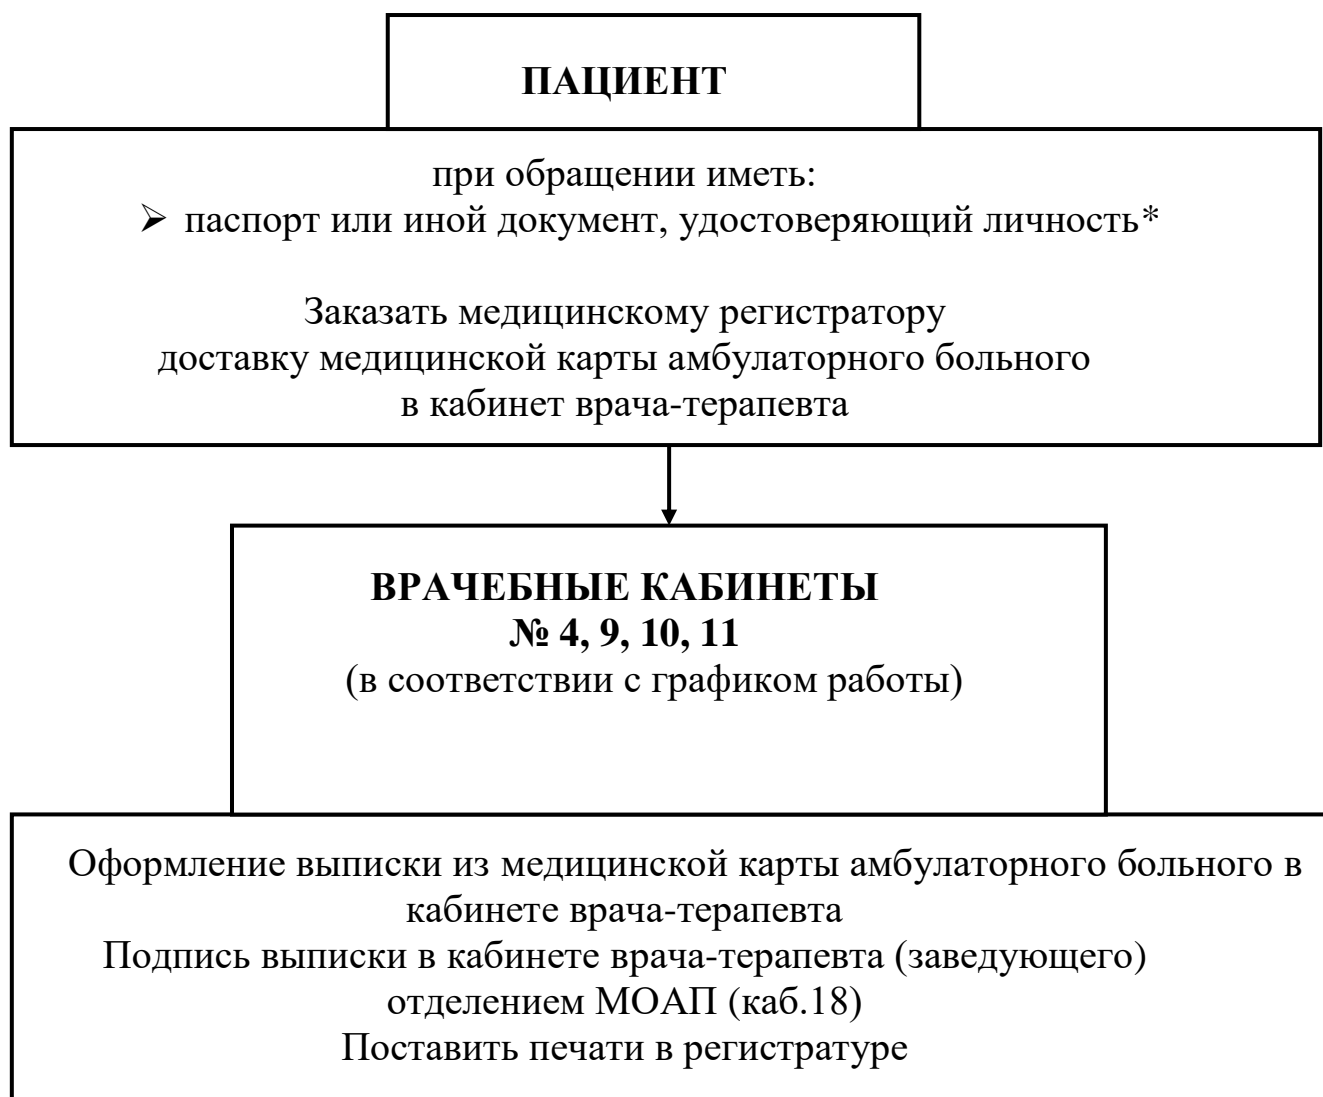 ПАЦИЕНТ
при обращении иметь:
➢ паспорт или иной документ, удостоверяющий личность*
Заказать медицинскому регистратору
доставку медицинской карты амбулаторного больного
в кабинет врача-терапевта
ВРАЧЕБНЫЕ КАБИНЕТЫ
№ 4, 9, 10, 11
(в соответствии с графиком работы)
Оформление выписки из медицинской карты амбулаторного больного в
кабинете врача-терапевта
Подпись выписки в кабинете врача-терапевта (заведующего)
отделением МОАП (каб.18)
Поставить печати в регистратуре